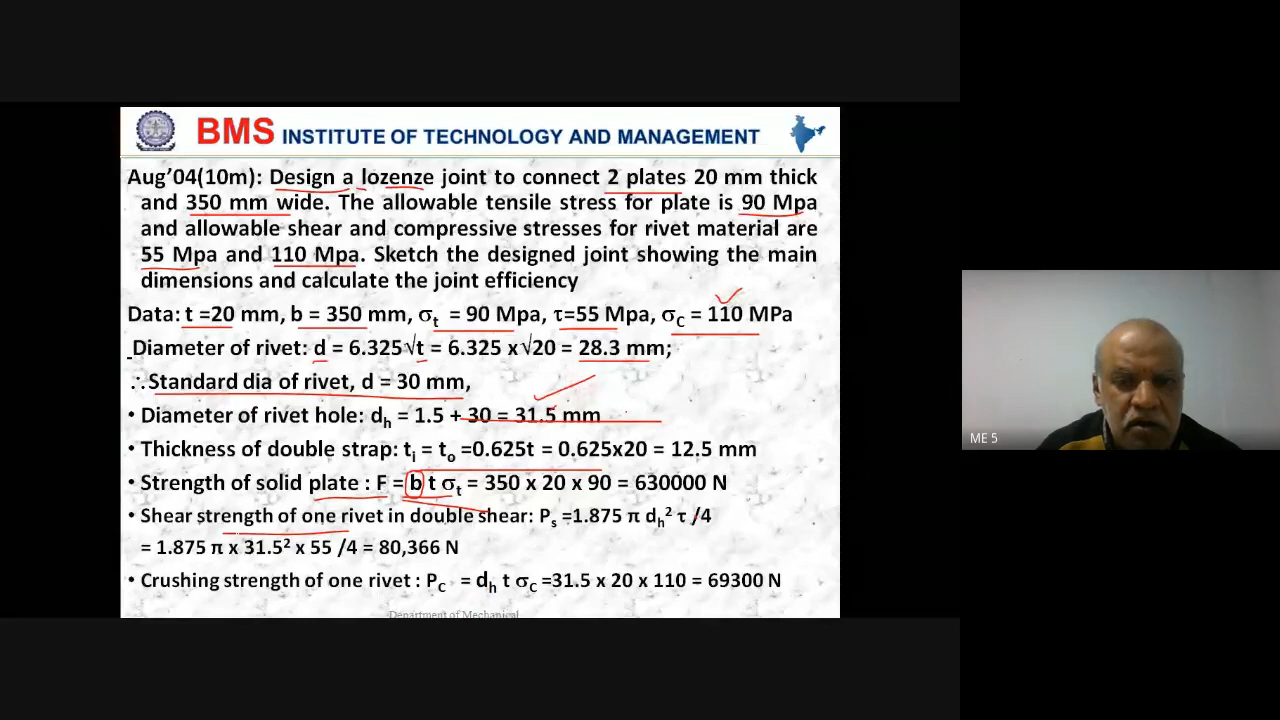 BMS INSTITUTE OF TECHNOLOGY AND MANAGEMENT
Aug’04(10m): Design a lozenze joint to connect 2 plates 20 mm thick
and 350 mm wide. The allowable tensile stress for plate is 90 Mpa
and allowable shear and compressive stresses for rivet material are
55 Mpa and 110 Mpa. Sketch the designed joint showing the main
dimensions and calculate the joint efficiency
Data: t =20 mm, b = 350 mm, σt = 90 Mpa, τ=55 Mpa, σC = 110 MPa
Diameter of rivet: d = 6.325√t = 6.325 x√20 = 28.3 mm;
∴Standard dia of rivet, d = 30 mm,
• Diameter of rivet hole: dh = 1.5 + 30 = 31.5 mm
• Thickness of double strap: ti = to =0.625t = 0.625x20 = 12.5 mm
• Strength of solid plate : F = b t σt = 350 x 20 x 90 = 630000 N
• Shear strength of one rivet in double shear: Ps =1.875 π dh² τ /4
= 1.875 π x 31.5² x 55 /4 = 80,366 N
• Crushing strength of one rivet : PC = dh t σC =31.5 x 20 x 110 = 69300 N
Department of Mechanical
ME 5